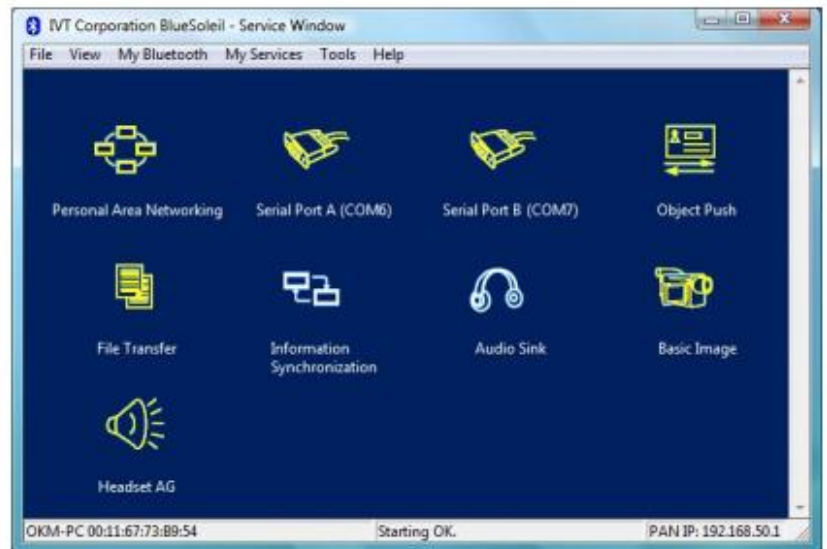 IVT Corporation BlueSoleil - Service Window
File View My Bluetooth My Services Tools Help
Personal Area Networking
Serial Port A (COM6)
Serial Port B (COM7)
Object Push
File Transfer
Information
Synchronization
Audio Sink
Basic Image
Headset AG
OKM-PC 00:11:67:73:B9:54
Starting OK.
PAN IP: 192.168.50.1